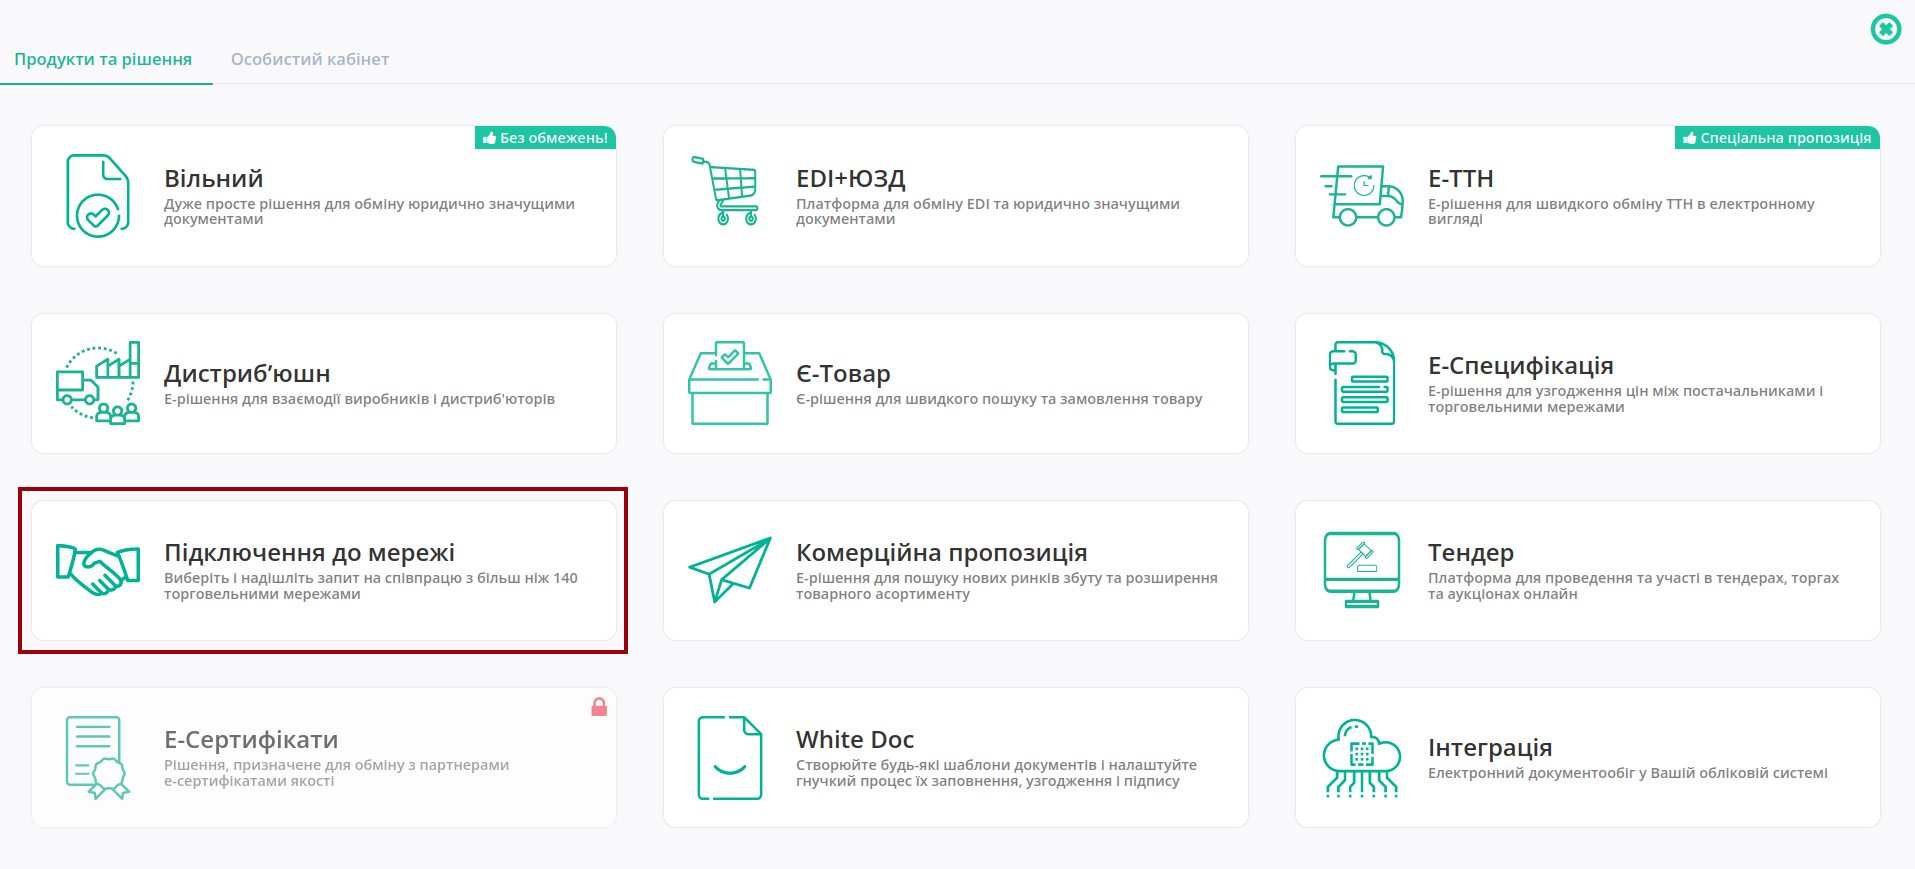 Продукти та рішення
Особистий кабінет
Без обмежень!
Вільний
Дуже просте рішення для обміну юридично значущими
документами
EDI+ЮЗД
Платформа для обміну EDI та юридично значущими
документами
Спеціальна пропозиція
Е-ТТН
Е-рішення для швидкого обміну ТТН в електронному
вигляді
Дистриб’юшн
Е-рішення для взаємодії виробників і дистриб'юторів
Є-Товар
Є-рішення для швидкого пошуку та замовлення товару
Е-Специфікація
Е-рішення для узгодження цін між постачальниками і
торговельними мережами
Підключення до мережі
Виберіть і надішліть запит на співпрацю з більш ніж 140
торговельними мережами
Комерційна пропозиція
Е-рішення для пошуку нових ринків збуту та розширення
товарного асортименту
Тендер
Платформа для проведення та участі в тендерах, торгах
та аукціонах онлайн
Е-Сертифікати
Рішення, призначене для обміну з партнерами
е-сертифікатами якості
White Doc
Створюйте будь-які шаблони документів і налаштуйте
гнучкий процес їх заповнення, узгодження і підпису
Інтеграція
Електронний документообіг у Вашій обліковій системі